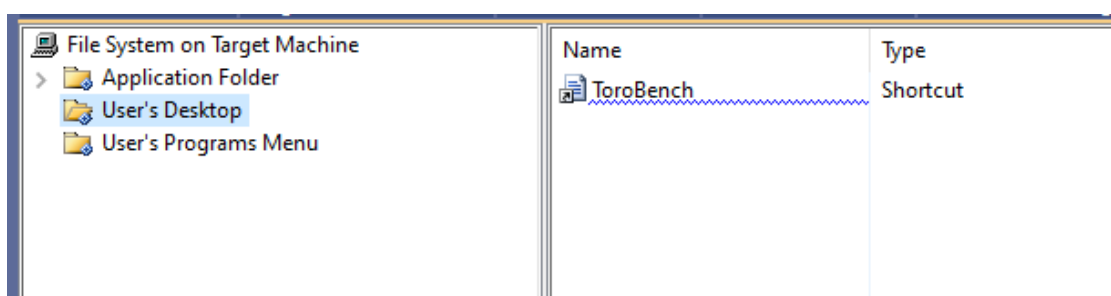 File System on Target Machine
Application Folder
User's Desktop
User's Programs Menu
Name Type
ToroBench Shortcut